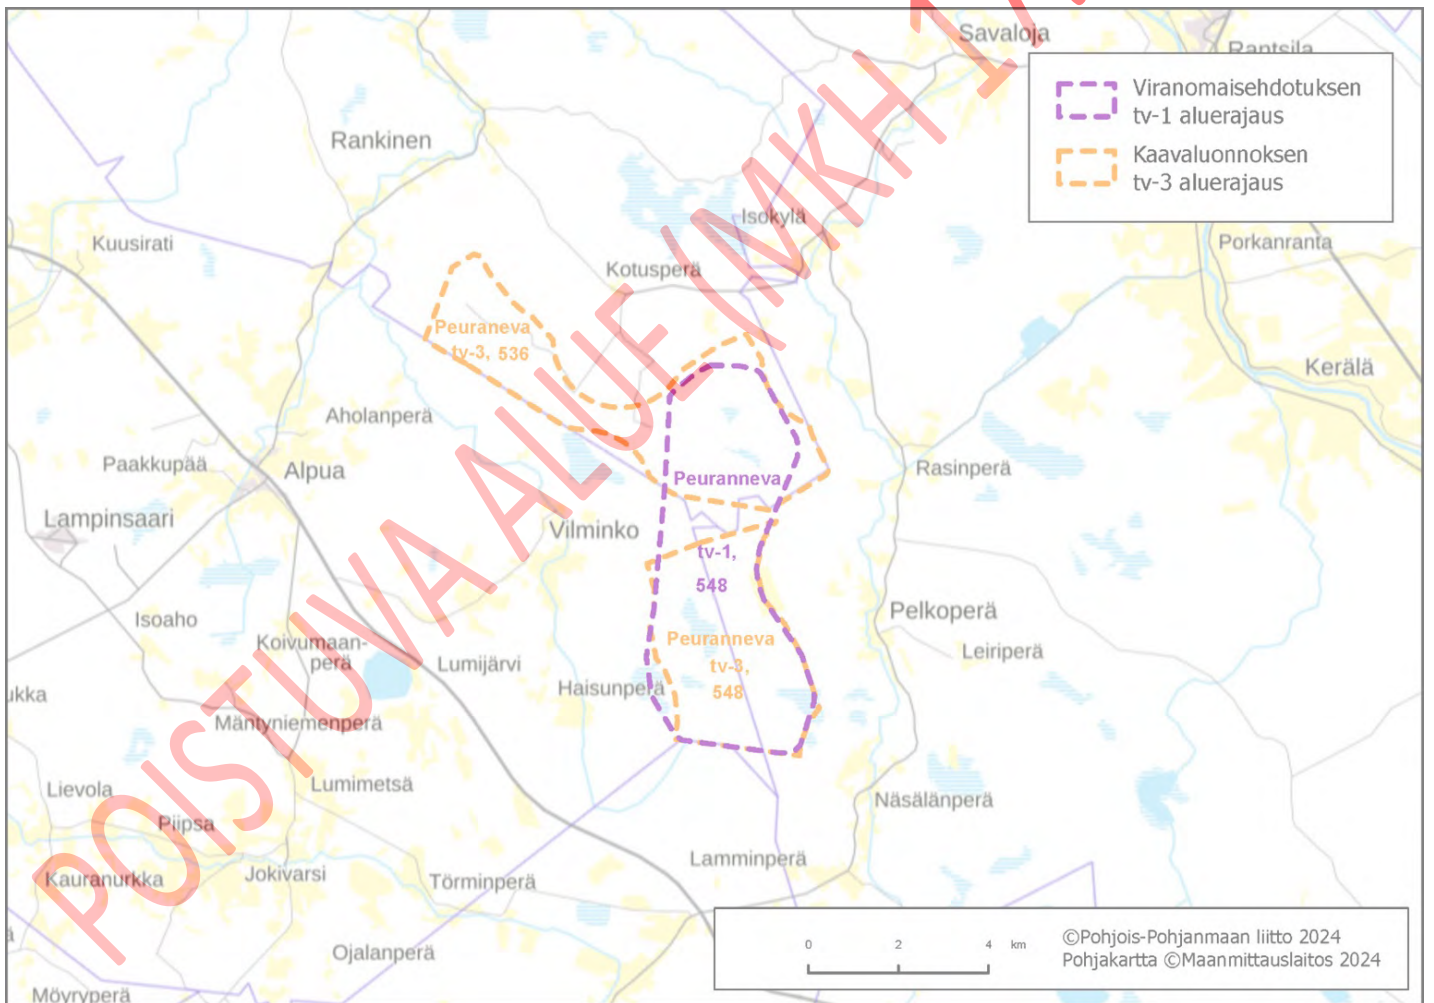 Savaloja
Rantsila
Viranomaisehdotuksen
tv-1 aluerajaus
Kaavaluonnoksen
tv-3 aluerajaus
Rankinen
Isokylä
Kuusirati
Kotusperä
Porkanranta
Peuraneva
tv-3, 536
Kerälä
Aholanperä
Paakkupää
Alpua
Rasinperä
Peuranneva
Lampinsaari
Vilminko
tv-1,
548
Isoaho
Pelkoperä
Koivumaan-
perä
Lumijärvi
Peuranneva
tv-3,
548
Leiriperä
Haisunperä
ukka
Mäntyniemenperä
Lievola
Lumimetsä
Näsälänperä
Piipsa
Lamminperä
Kauranurkka
Jokivarsi
Törminperä
Ojalanperä
Möyryperä
0 2 4 km
©Pohjois-Pohjanmaan liitto 2024
Pohjakartta ©Maanmittauslaitos 2024
POISTUVA ALUE (MKH 17.